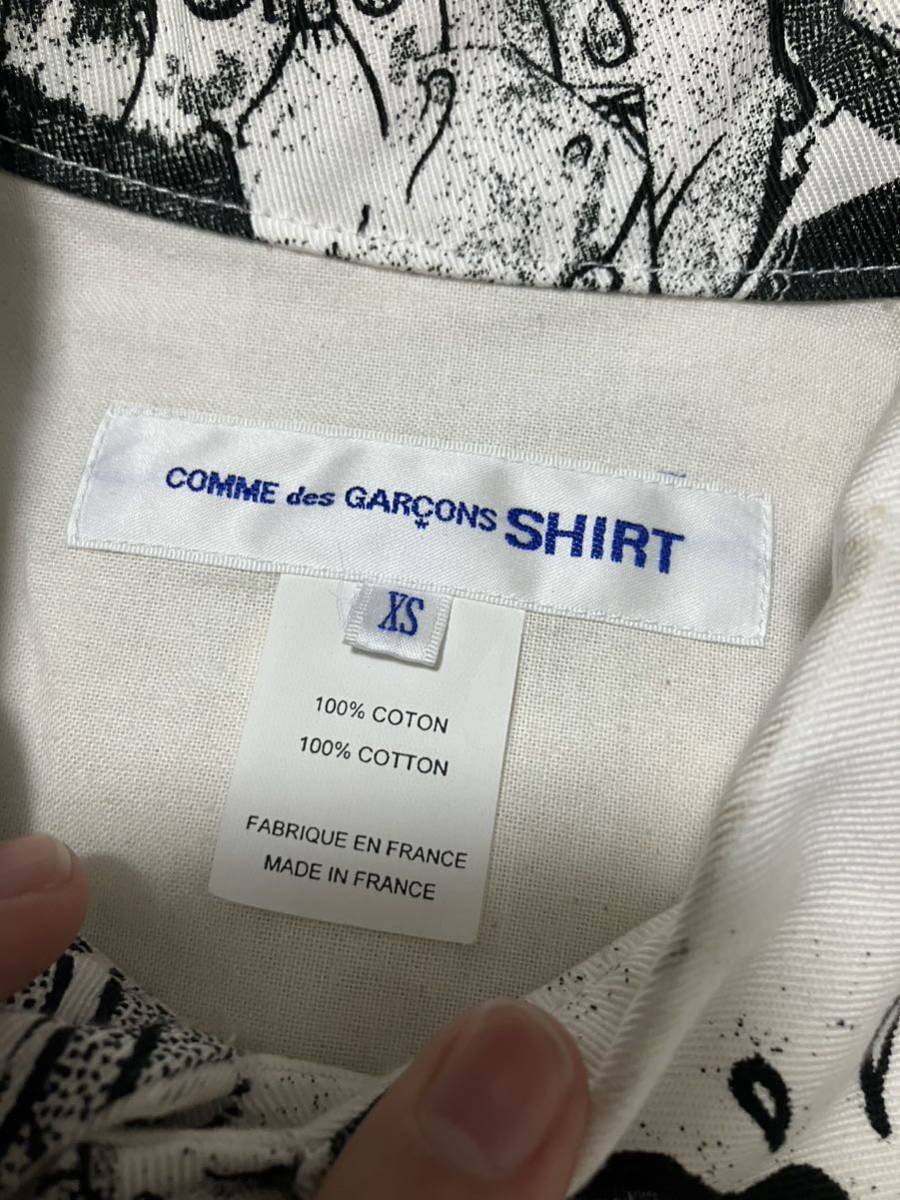 COMME des GARÇONS SHIRT
XS
100% COTON
100% COTTON
FABRIQUE EN FRANCE
MADE IN FRANCE